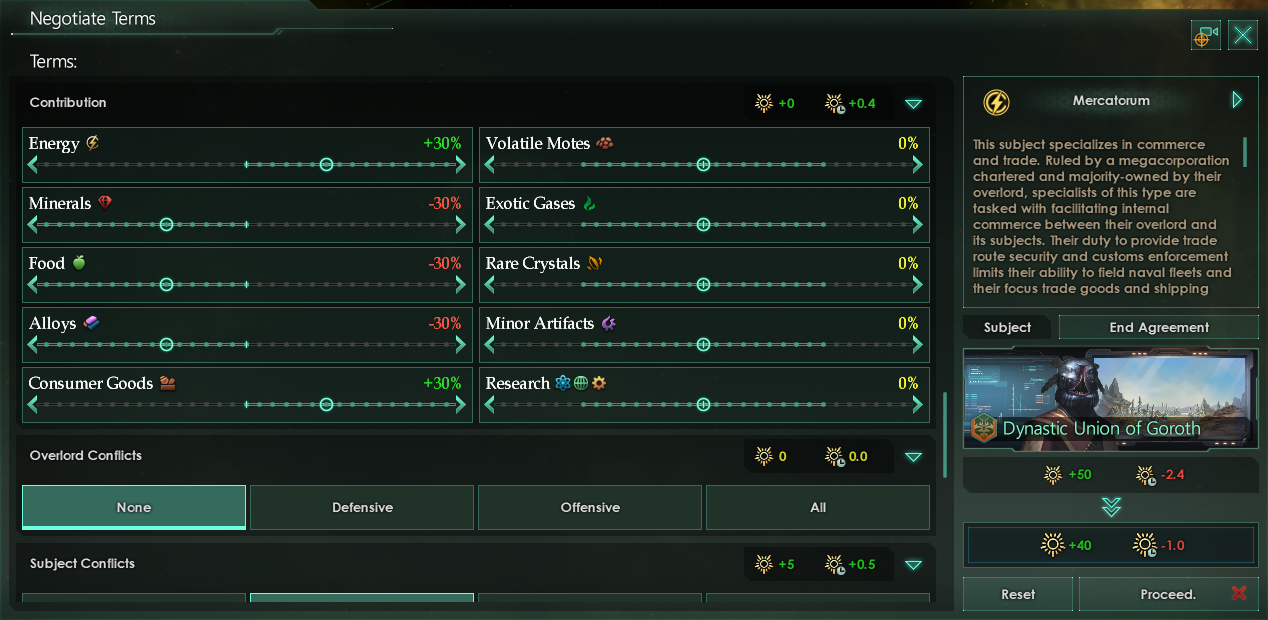 Negotiate Terms
Terms:
Contribution +0 +0.4
Energy +30%
Volatile Motes 0%
Minerals -30%
Exotic Gases 0%
Food -30%
Rare Crystals 0%
Alloys -30%
Minor Artifacts 0%
Consumer Goods +30%
Research 0%
Overlord Conflicts 0 0.0
None Defensive Offensive All
Subject Conflicts +5 +0.5
Mercatorum
This subject specializes in commerce
and trade. Ruled by a megacorporation
chartered and majority-owned by their
overlord, specialists of this type are
tasked with facilitating internal
commerce between their overlord and
its subjects. Their duty to provide trade
route security and customs enforcement
limits their ability to field naval fleets and
their focus trade goods and shipping
Subject End Agreement
Dynastic Union of Goroth
+50 -2.4
+40 -1.0
Reset Proceed.